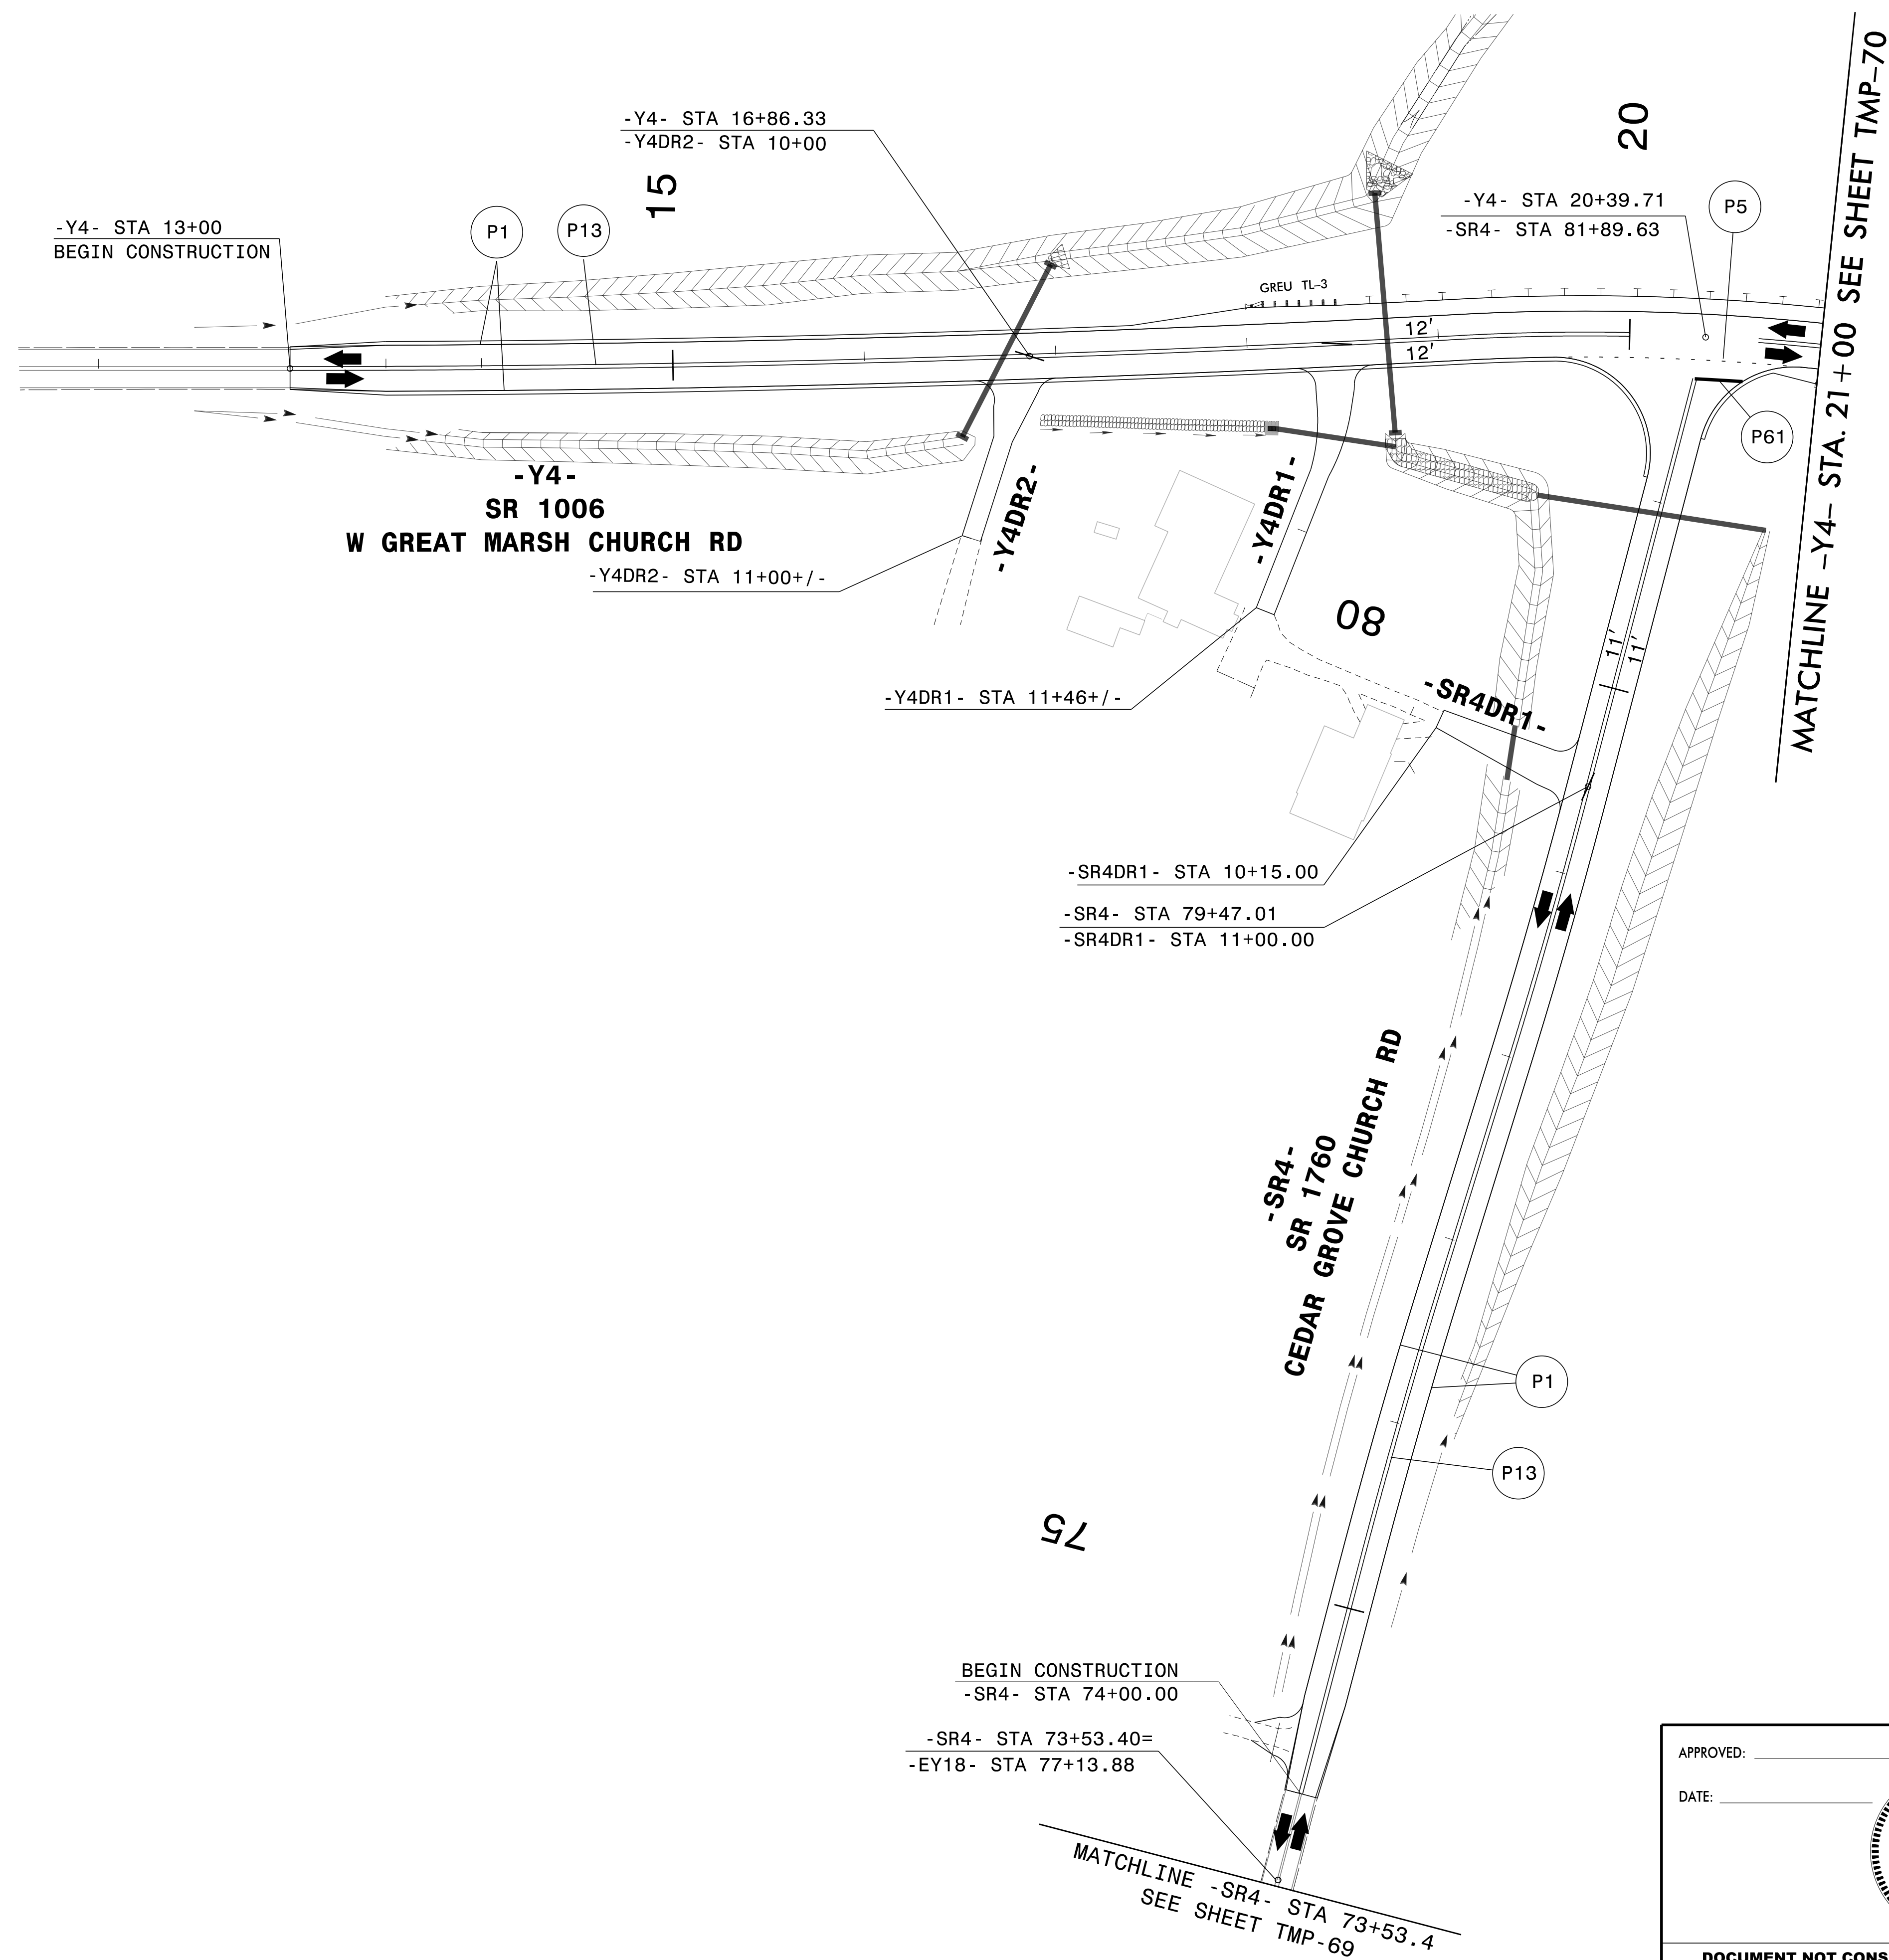 -Y4- STA 16+86.33
-Y4DR2- STA 10+00
15
20
-Y4- STA 13+00
BEGIN CONSTRUCTION
P1
P13
-Y4- STA 20+39.71
-SR4- STA 81+89.63
P5
MATCHLINE -Y4- STA. 21+00 SEE SHEET TMP-70
GREU TL-3
12'
12'
P61
-Y4-
SR 1006
W GREAT MARSH CHURCH RD
-Y4DR2-
-Y4DR1-
-Y4DR2- STA 11+00+/-
80
11'
11'
-Y4DR1- STA 11+46+/-
-SR4DR1-
-SR4DR1- STA 10+15.00
-SR4- STA 79+47.01
-SR4DR1- STA 11+00.00
-SR4-
SR 1760
CEDAR GROVE CHURCH RD
P1
P13
75
BEGIN CONSTRUCTION
-SR4- STA 74+00.00
-SR4- STA 73+53.40=
-EY18- STA 77+13.88
MATCHLINE -SR4- STA 73+53.4
SEE SHEET TMP-69
APPROVED:
DATE:
DOCUMENT NOT CONS